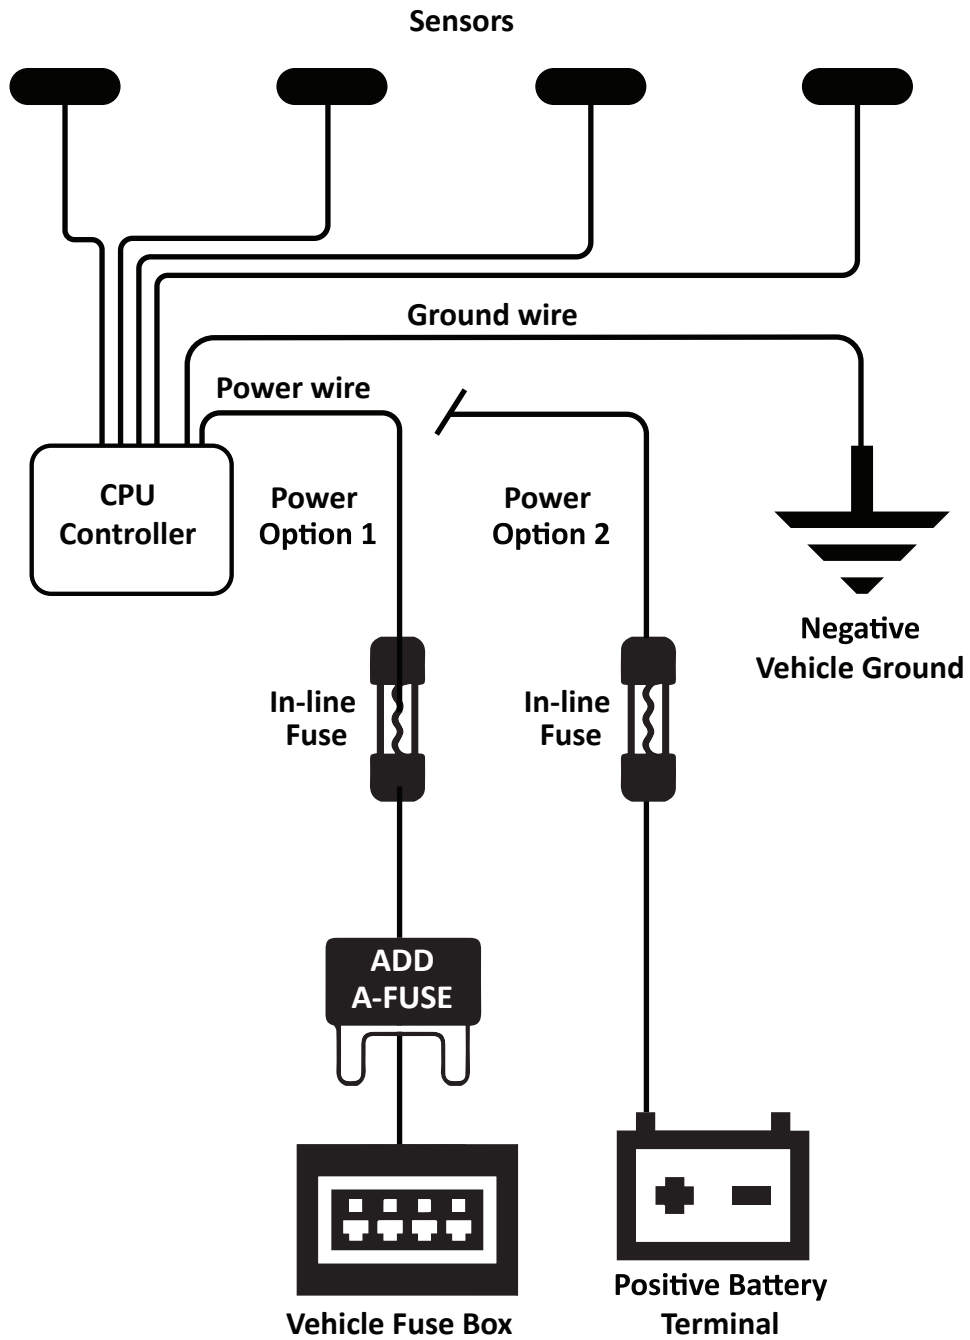 Sensors
Ground wire
Power wire
CPU
Controller
Power
Option 1
Power
Option 2
Negative
Vehicle Ground
In-line
Fuse
In-line
Fuse
ADD
A-FUSE
Vehicle Fuse Box
Positive Battery
Terminal